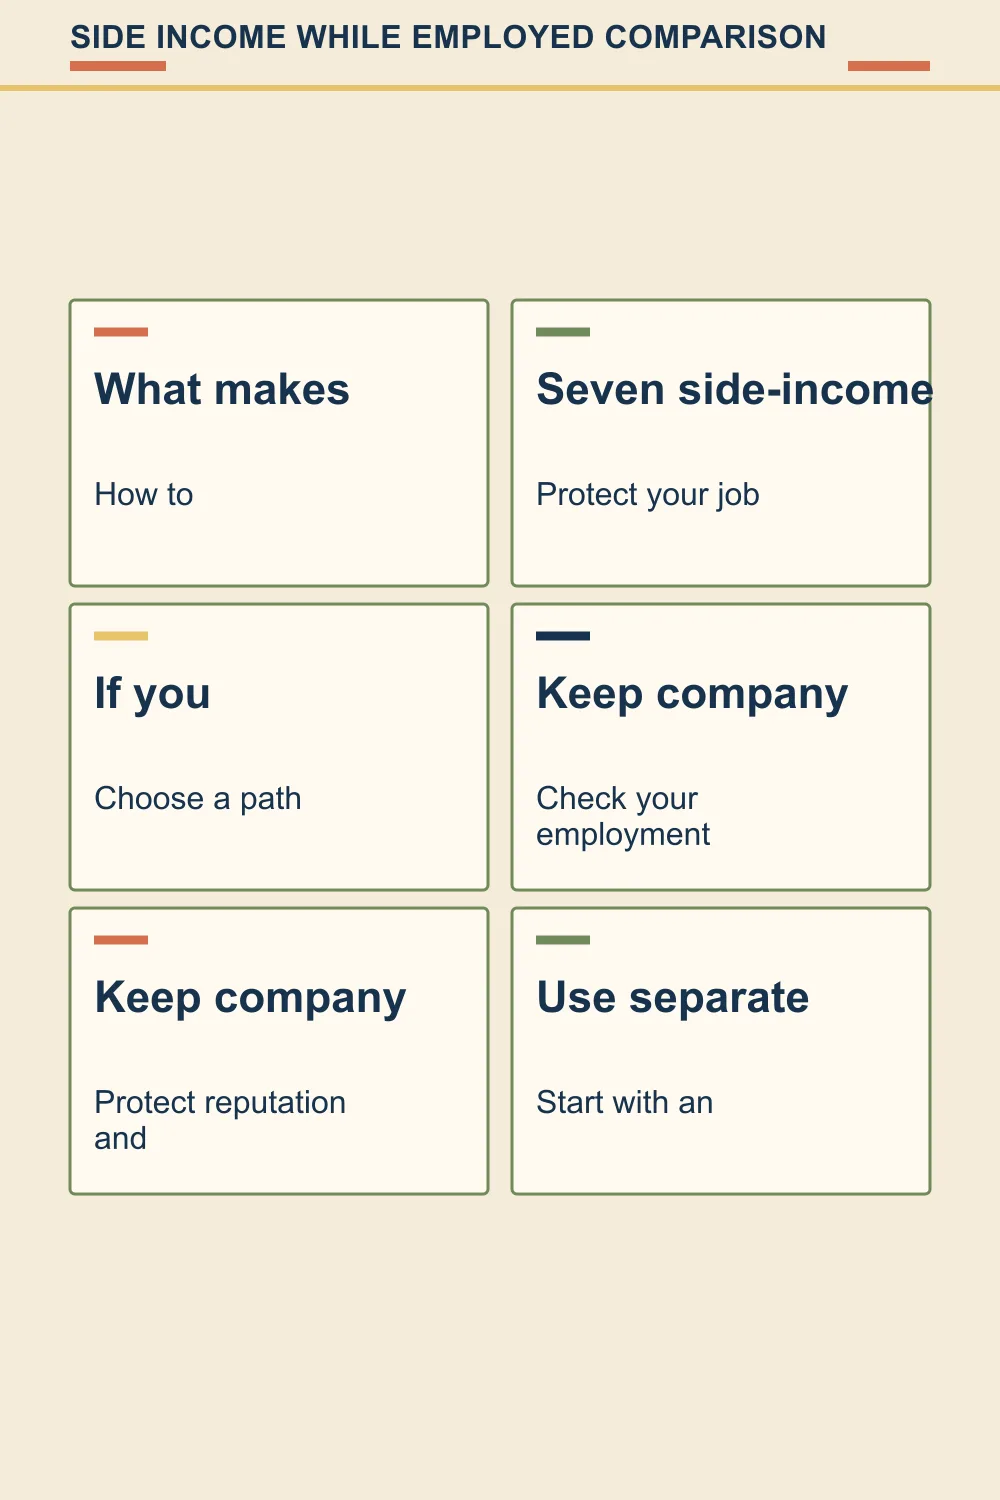 SIDE INCOME WHILE EMPLOYED COMPARISON
What makes
How to
Seven side-income
Protect your job
If you
Choose a path
Keep company
Check your
employment
Keep company
Protect reputation
and
Use separate
Start with an